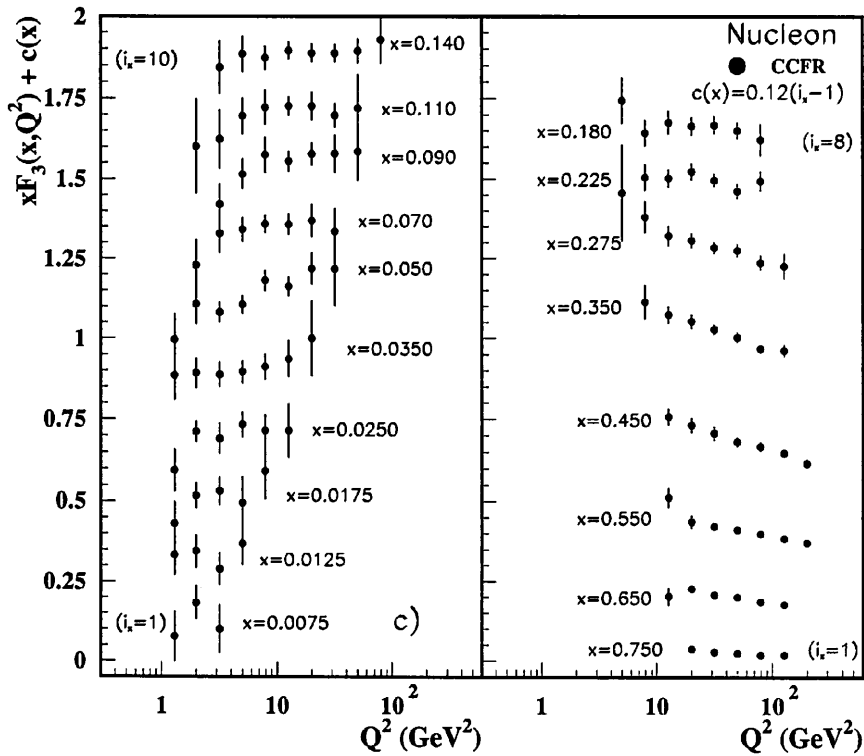 xF₃(x,Q²) + c(x)
2
1.75
1.5
1.25
1
0.75
0.5
0.25
0
(iₓ=10)
x=0.140
x=0.110
x=0.090
x=0.070
x=0.050
x=0.0350
x=0.0250
x=0.0175
x=0.0125
(iₓ=1)
x=0.0075
c)
1
10
10²
Q² (GeV²)
Nucleon
CCFR
c(x)=0.12(iₓ−1)
x=0.180
(iₓ=8)
x=0.225
x=0.275
x=0.350
x=0.450
x=0.550
x=0.650
x=0.750
(iₓ=1)
1
10
10²
Q² (GeV²)